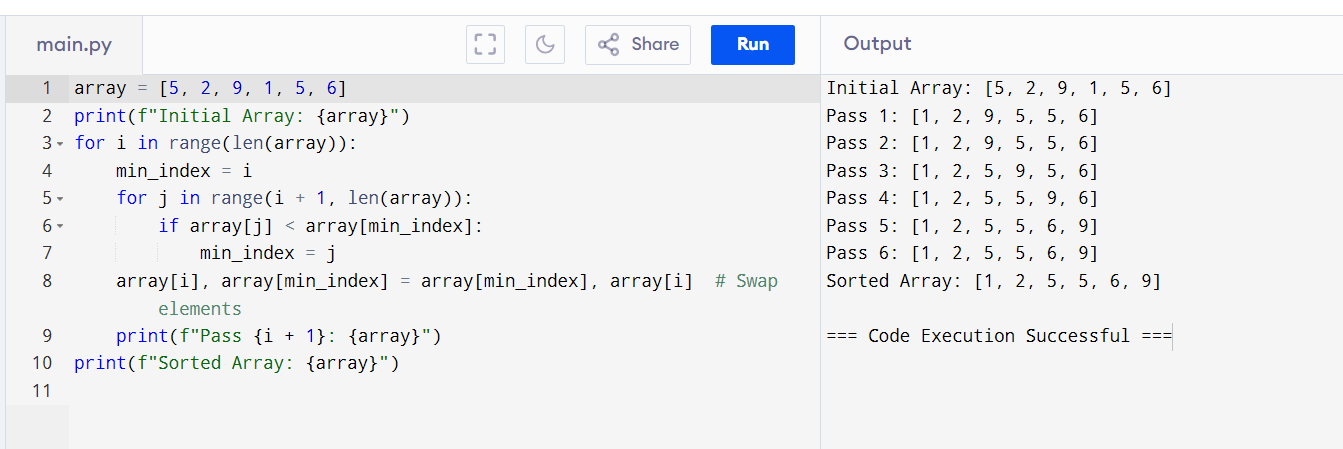 main.py
Share
Run
Output
1 array = [5, 2, 9, 1, 5, 6]
2 print(f"Initial Array: {array}")
3 for i in range(len(array)):
4     min_index = i
5     for j in range(i + 1, len(array)):
6         if array[j] < array[min_index]:
7             min_index = j
8     array[i], array[min_index] = array[min_index], array[i]  # Swap
        elements
9     print(f"Pass {i + 1}: {array}")
10 print(f"Sorted Array: {array}")
11
Initial Array: [5, 2, 9, 1, 5, 6]
Pass 1: [1, 2, 9, 5, 5, 6]
Pass 2: [1, 2, 9, 5, 5, 6]
Pass 3: [1, 2, 5, 9, 5, 6]
Pass 4: [1, 2, 5, 5, 9, 6]
Pass 5: [1, 2, 5, 5, 6, 9]
Pass 6: [1, 2, 5, 5, 6, 9]
Sorted Array: [1, 2, 5, 5, 6, 9]
=== Code Execution Successful ===